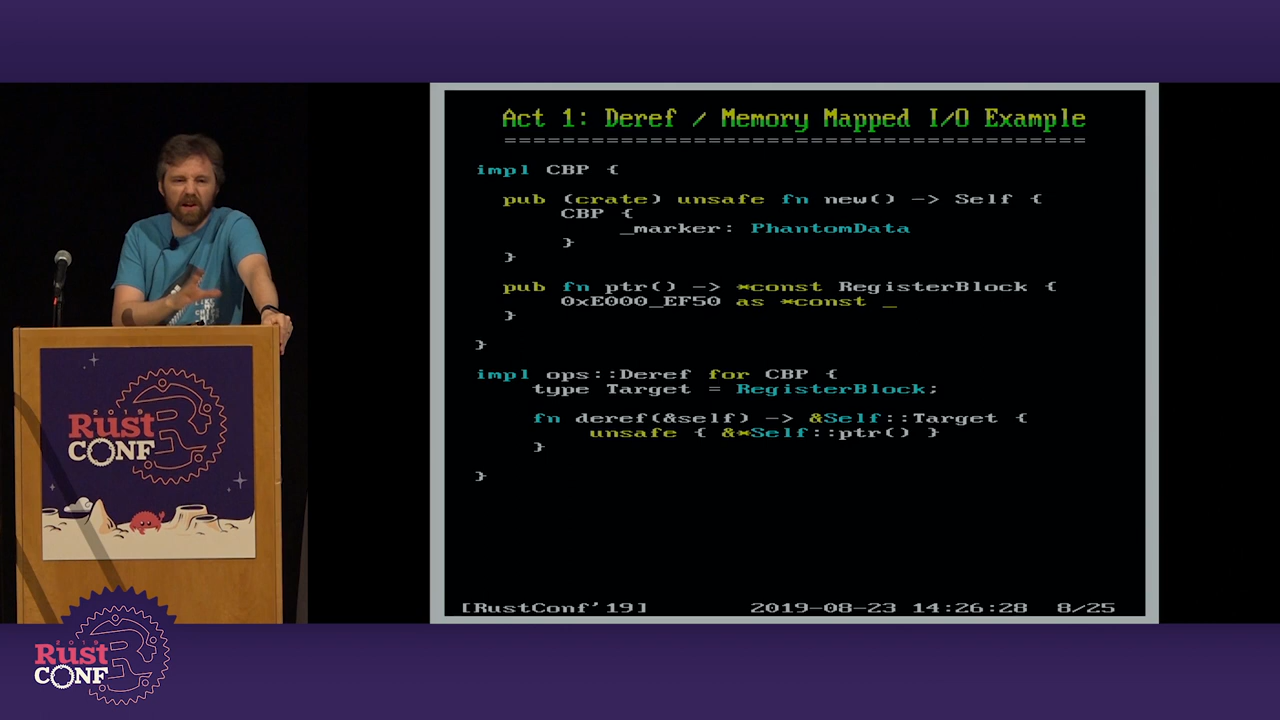 Act 1: Deref / Memory Mapped I/O Example
========================================
impl CBP {
pub (crate) unsafe fn new() -> Self {
CBP {
_marker: PhantomData
}
}
pub fn ptr() -> *const RegisterBlock {
0xE000_EF50 as *const _
}
}
impl ops::Deref for CBP {
type Target = RegisterBlock;
fn deref(&self) -> &Self::Target {
unsafe { &*Self::ptr() }
}
}
[RustConf'19] 2019-08-23 14:26:28 8/25
2019
Rust
CONF
2019
Rust
CONF